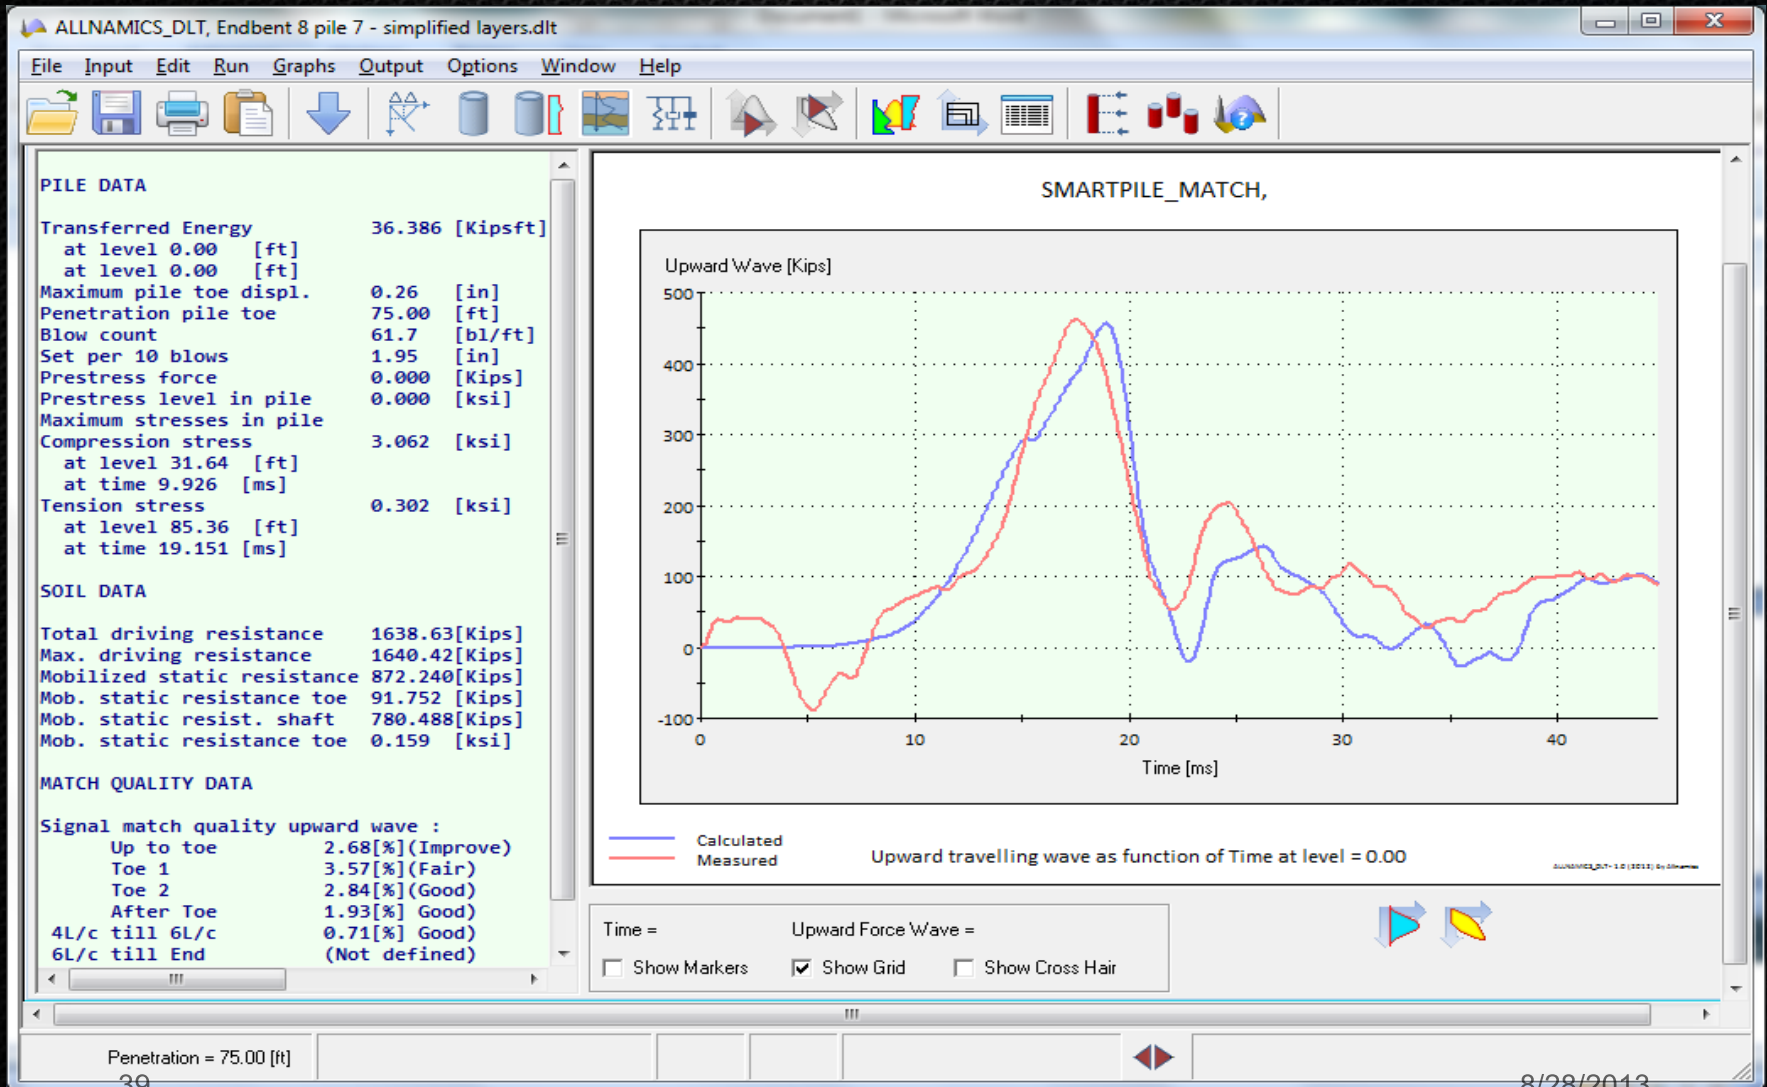 ALLNAMICS_DLT, Endbent 8 pile 7 - simplified layers.dlt
File Input Edit Run Graphs Output Options Window Help
PILE DATA
Transferred Energy 36.386 [Kipsft]
at level 0.00 [ft]
at level 0.00 [ft]
Maximum pile toe displ. 0.26 [in]
Penetration pile toe 75.00 [ft]
Blow count 61.7 [bl/ft]
Set per 10 blows 1.95 [in]
Prestress force 0.000 [Kips]
Prestress level in pile 0.000 [ksi]
Maximum stresses in pile
Compression stress 3.062 [ksi]
at level 31.64 [ft]
at time 9.926 [ms]
Tension stress 0.302 [ksi]
at level 85.36 [ft]
at time 19.151 [ms]
SOIL DATA
Total driving resistance 1638.63[Kips]
Max. driving resistance 1640.42[Kips]
Mobilized static resistance 872.240[Kips]
Mob. static resistance toe 91.752 [Kips]
Mob. static resist. shaft 780.488[Kips]
Mob. static resistance toe 0.159 [ksi]
MATCH QUALITY DATA
Signal match quality upward wave :
Up to toe 2.68[%](Improve)
Toe 1 3.57[%](Fair)
Toe 2 2.84[%](Good)
After Toe 1.93[%] Good)
4L/c till 6L/c 0.71[%] Good)
6L/c till End (Not defined)
SMARTPILE_MATCH,
Upward Wave [Kips]
500
400
300
200
100
0
-100
0 10 20 30 40
Time [ms]
Calculated
Measured
Upward travelling wave as function of Time at level = 0.00
ALLNAMICS_DLT- 1.0 (2013) By Allnamics
Time = Upward Force Wave =
Show Markers Show Grid Show Cross Hair
Penetration = 75.00 [ft]
39
8/28/2013